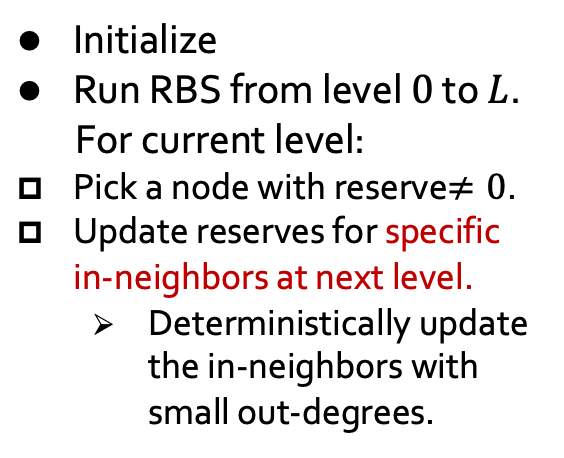 ● Initialize
● Run RBS from level 0 to L.
For current level:
□ Pick a node with reserve≠ 0.
□ Update reserves for specific
in-neighbors at next level.
➢ Deterministically update
the in-neighbors with
small out-degrees.